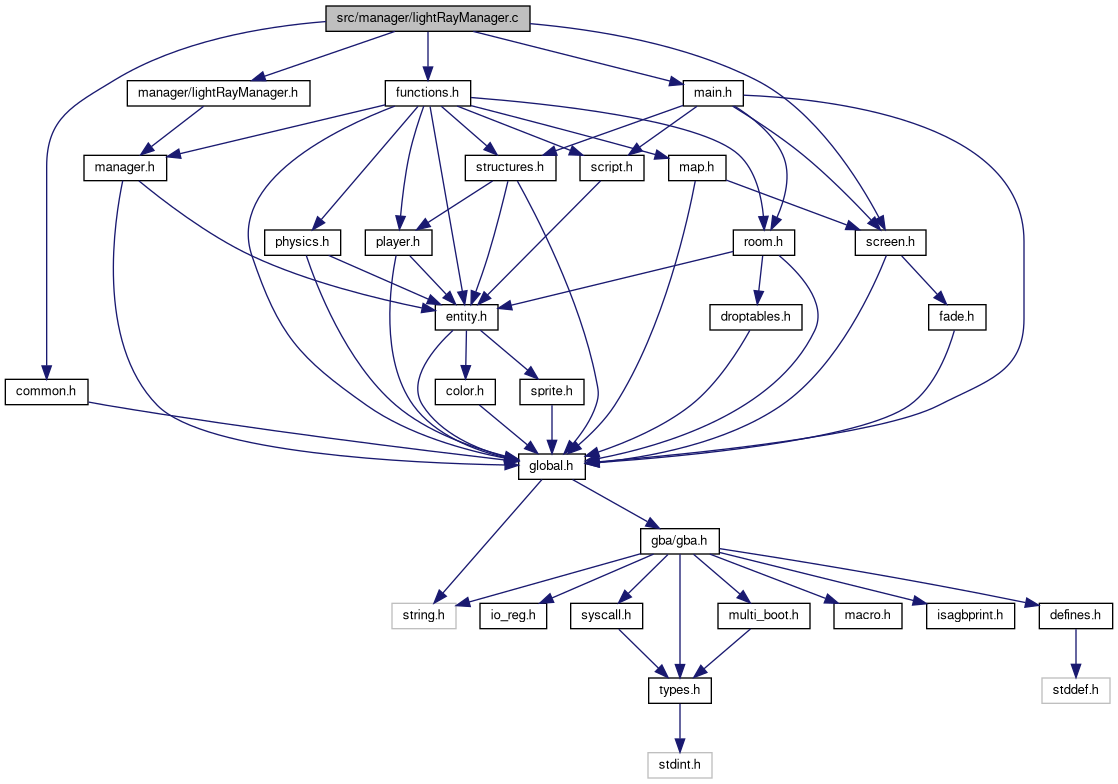 src/manager/lightRayManager.c
manager/lightRayManager.h
functions.h
main.h
manager.h
structures.h
script.h
map.h
physics.h
player.h
room.h
screen.h
entity.h
droptables.h
fade.h
common.h
color.h
sprite.h
global.h
gba/gba.h
string.h
io_reg.h
syscall.h
multi_boot.h
macro.h
isagbprint.h
defines.h
types.h
stddef.h
stdint.h